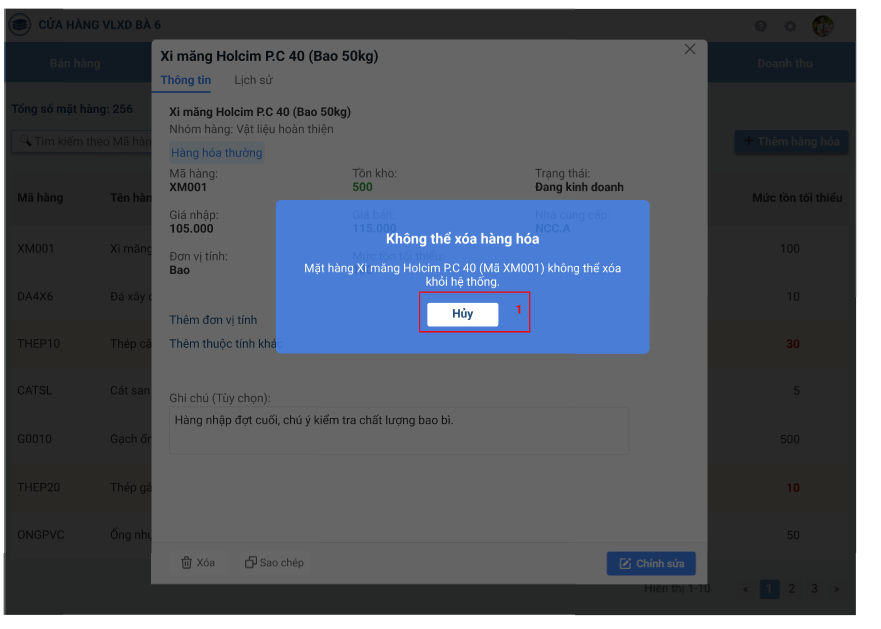 CỬA HÀNG VLXD BÀ 6
Bán hàng
Doanh thu
Xi măng Holcim P.C 40 (Bao 50kg)
Thông tin Lịch sử
Tổng số mặt hàng: 256
Tìm kiếm theo Mã hàn
+ Thêm hàng hóa
Xi măng Holcim P.C 40 (Bao 50kg)
Nhóm hàng: Vật liệu hoàn thiện
Hàng hóa thường
Mã hàng: Tồn kho: Trạng thái:
XM001 500 Đang kinh doanh
Mã hàng Tên hàn Mức tồn tối thiểu
Giá nhập: Giá bán: Nhà cung cấp
105.000 115.000 NCC.A
Không thể xóa hàng hóa
XM001 Xi măng 100
Đơn vị tính: Mức tồn tối thiểu:
Bao
Mặt hàng Xi măng Holcim P.C 40 (Mã XM001) không thể xóa
khỏi hệ thống.
DA4X6 Đá xây 10
Hủy 1
Thêm đơn vị tính
THEP10 Thép 30
Thêm thuộc tính khác
CATSL Cát san 5
Ghi chú (Tùy chọn):
Hàng nhập đợt cuối, chú ý kiểm tra chất lượng bao bì.
G0010 Gạch 500
THEP20 Thép 10
ONGPVC Ống 50
Xóa Sao chép Chỉnh sửa
Hiển thị 1-10 « 1 2 3 »